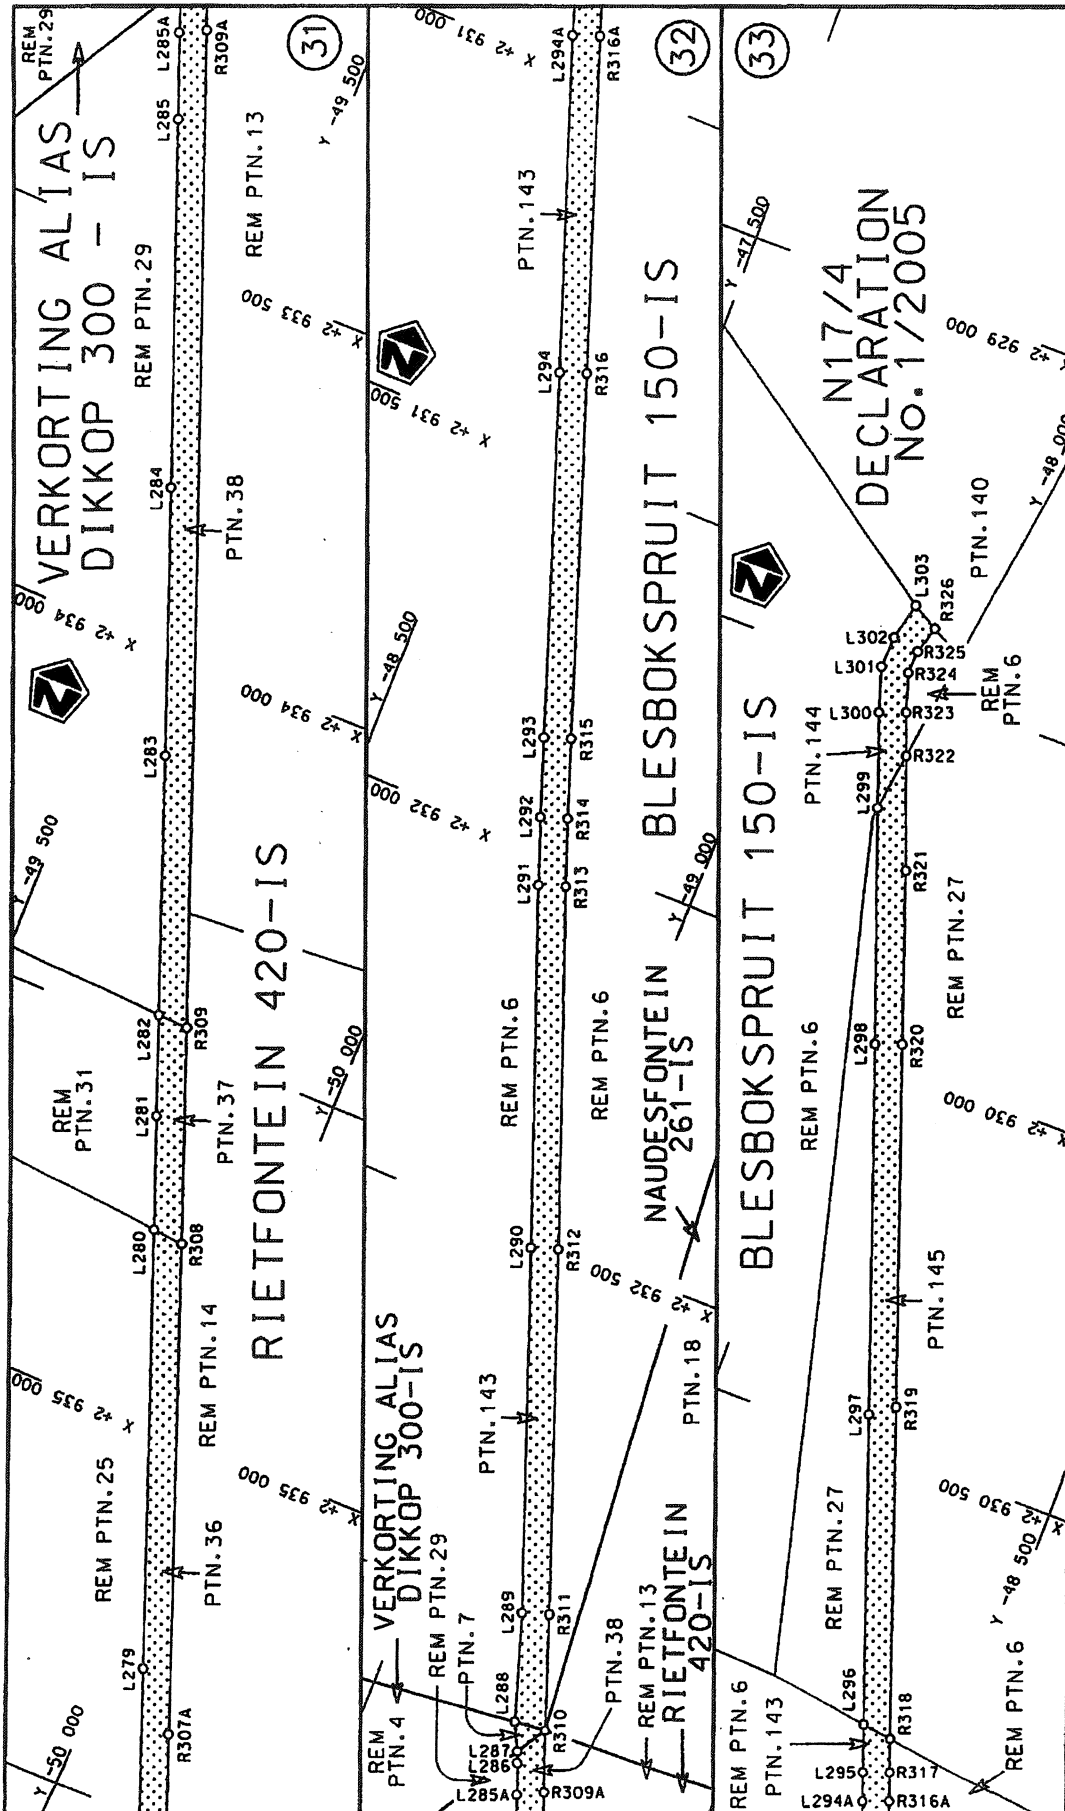 31
REM
PTN.29
VERKORTING ALIAS
DIKKOP 300 - IS
REM PTN.29
REM PTN.13
PTN.38
REM
PTN.31
PTN.37
RIETFONTEIN 420-IS
REM PTN.14
REM PTN.25
PTN.36
L285A
L285
L284
L283
L282
L281
L280
L279
R309A
R309
R308
R307A
Y -49 500
Y -49 500
Y -50 000
Y -50 000
X +2 933 500
X +2 934 000
X +2 934 000
X +2 935 000
X +2 935 000
N
32
X +2 931 000
X +2 931 500
X +2 932 000
X +2 932 500
Y -48 500
Y -49 000
N
PTN.143
BLESBOKSPRUIT 150-IS
REM PTN.6
REM PTN.6
NAUDESFONTEIN
261-IS
PTN.18
PTN.143
VERKORTING ALIAS
DIKKOP 300-IS
REM PTN.29
PTN.7
REM
PTN.4
PTN.38
REM PTN.13
RIETFONTEIN
420-IS
L294A
L294
L293
L292
L291
L290
L289
L288
L287
L286
L285A
R316A
R316
R315
R314
R313
R312
R311
R310
R309A
33
Y -47 500
Y -48 000
Y -48 500
X +2 929 000
X +2 930 000
X +2 930 500
N17/4
DECLARATION
No.1/2005
N
PTN.140
REM
PTN.6
PTN.144
BLESBOKSPRUIT 150-IS
REM PTN.6
REM PTN.27
PTN.145
REM PTN.27
REM PTN.6
PTN.143
REM PTN.6
L303
L302
L301
L300
L299
L298
L297
L296
L295
L294A
R326
R325
R324
R323
R322
R321
R320
R319
R318
R317
R316A